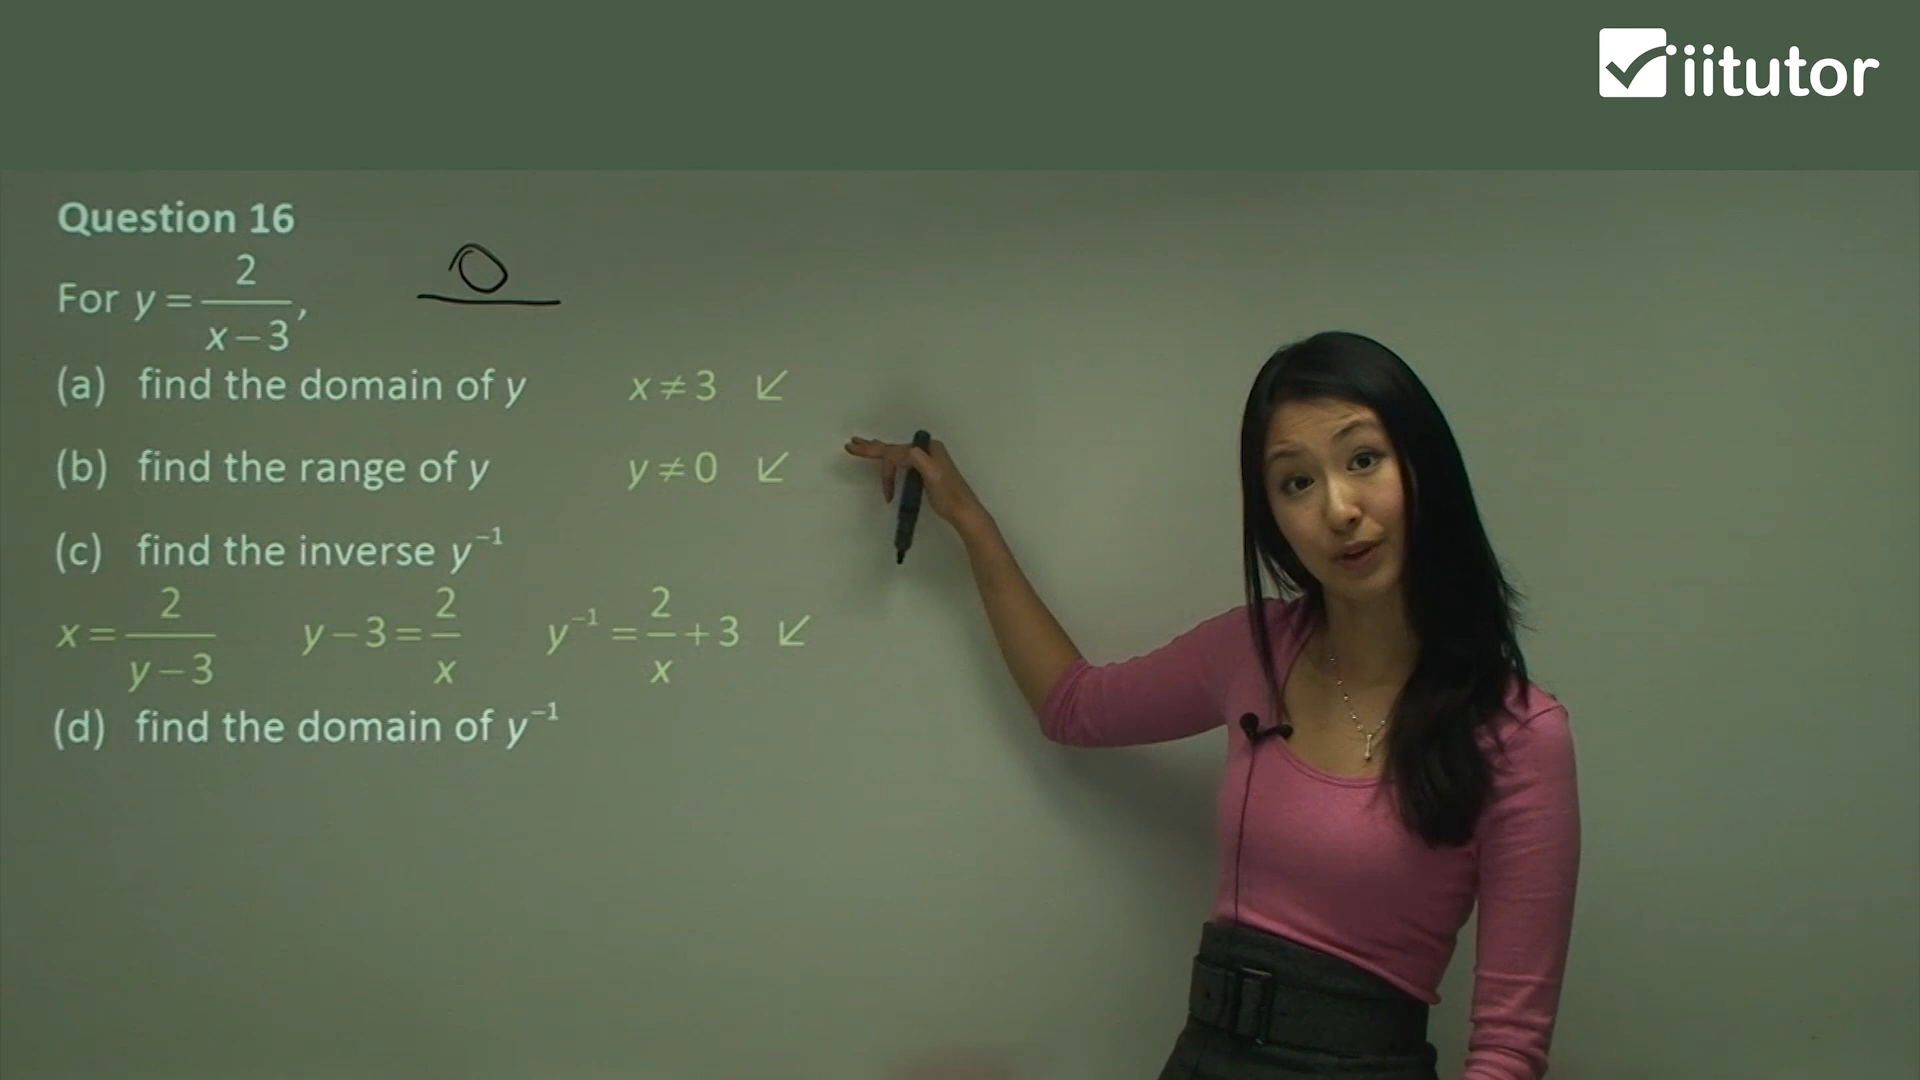 iitutor
Question 16
For y = 2/(x − 3),
0
(a) find the domain of y x ≠ 3 ↙
(b) find the range of y y ≠ 0 ↙
(c) find the inverse y⁻¹
x = 2/(y − 3) y − 3 = 2/x y⁻¹ = 2/x + 3 ↙
(d) find the domain of y⁻¹